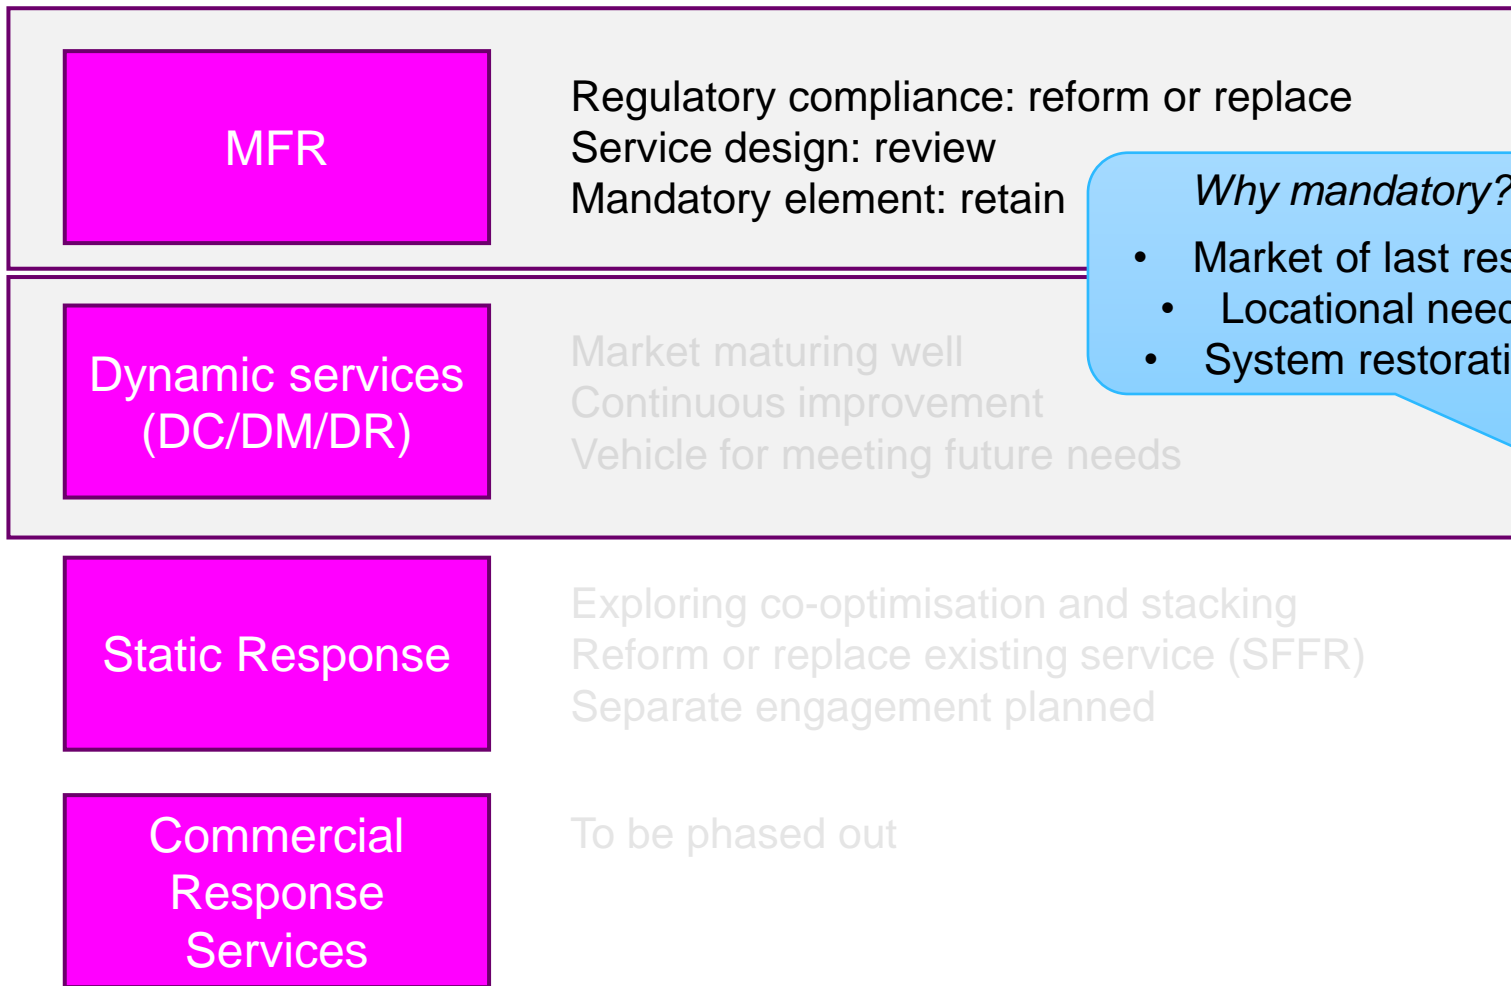 MFR
Regulatory compliance: reform or replace
Service design: review
Mandatory element: retain
Why mandatory?
• Market of last
• Locational
• System
Dynamic services
(DC/DM/DR)
Market maturing well
Continuous improvement
Vehicle for meeting future needs
Static Response
Exploring co-optimisation and stacking
Reform or replace existing service (SFFR)
Separate engagement planned
Commercial
Response
Services
To be phased out